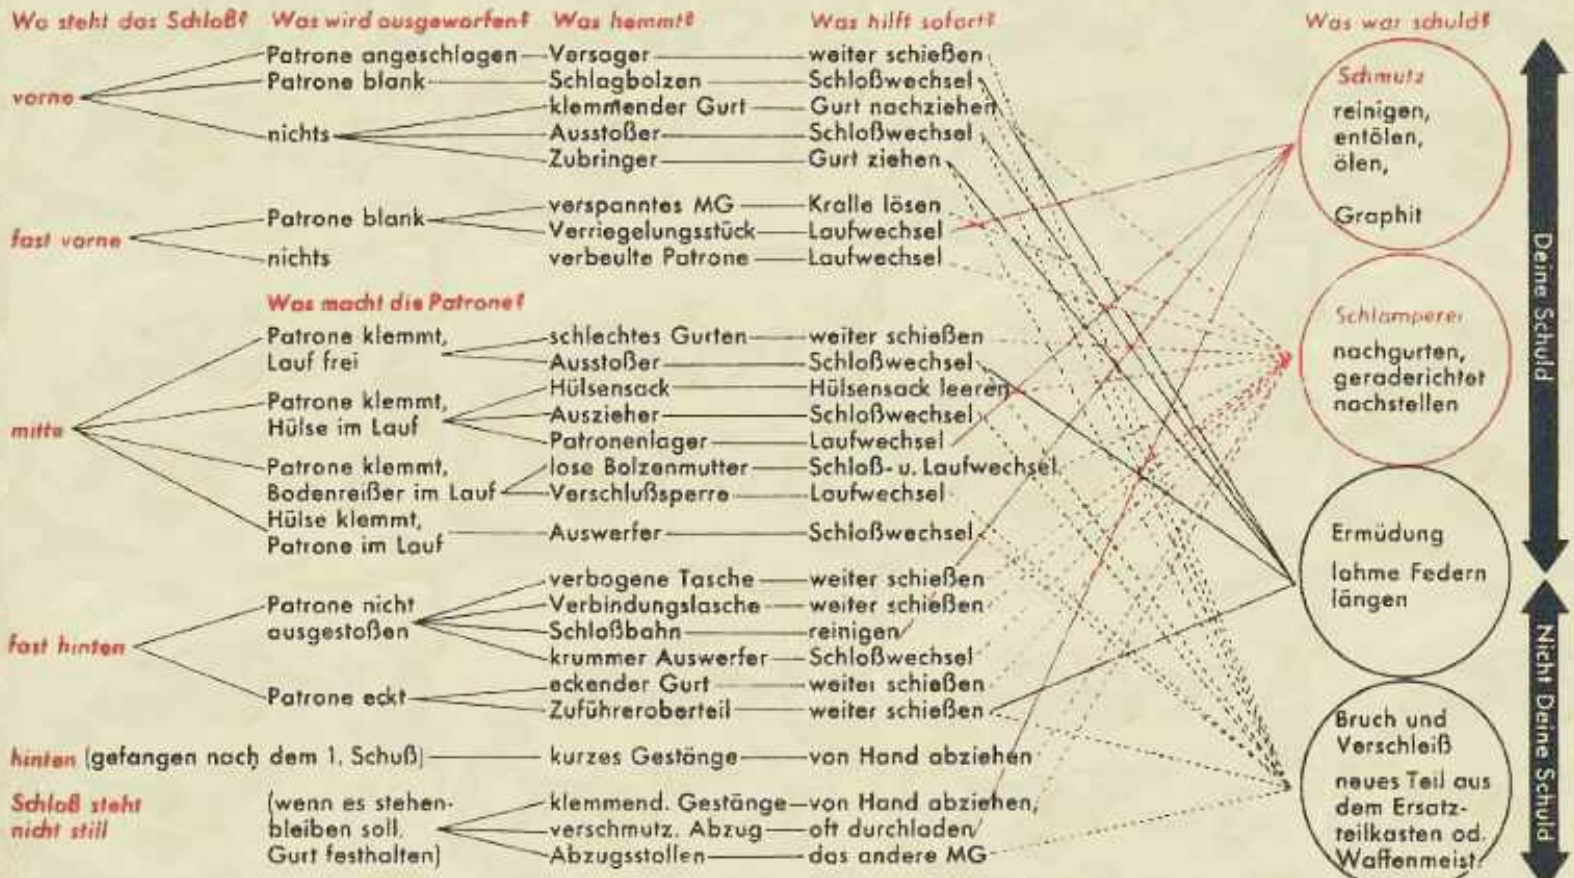 Wo steht das Schloß? Was wird ausgeworfen? Was hemmt? Was hilft sofort? Was war schuld?
Patrone angeschlagen Versager weiter schießen
vorne Patrone blank Schlagbolzen Schloßwechsel
klemmender Gurt Gurt nachziehen
nichts Ausstoßer Schloßwechsel
Zubringer Gurt ziehen
fast vorne Patrone blank verspanntes MG Kralle lösen
Verriegelungsstück Laufwechsel
nichts verbeulte Patrone Laufwechsel
Was macht die Patrone?
mitte
Patrone klemmt, schlechtes Gurten weiter schießen
Lauf frei Ausstoßer Schloßwechsel
Hülsensack Hülsensack leeren
Patrone klemmt,
Hülse im Lauf Auszieher Schloßwechsel
Patronenlager Laufwechsel
Patrone klemmt, lose Bolzenmutter Schloß- u. Laufwechsel
Bodenreißer im Lauf Verschlußsperre Laufwechsel
Hülse klemmt,
Patrone im Lauf Auswerfer Schloßwechsel
fast hinten
verbogene Tasche weiter schießen
Patrone nicht Verbindungslasche weiter schießen
ausgestoßen Schloßbahn reinigen
krummer Auswerfer Schloßwechsel
Patrone eckt eckender Gurt weiter schießen
Zuführeroberteil weiter schießen
hinten (gefangen nach dem 1. Schuß) kurzes Gestänge von Hand abziehen
Schloß steht (wenn es stehen- klemmend. Gestänge von Hand abziehen,
nicht still bleiben soll. verschmutz. Abzug oft durchladen
Gurt festhalten) Abzugsstollen das andere MG
Schmutz
reinigen,
entölen,
ölen,
Graphit
Schlamperei
nachgurten,
geraderichtet
nachstellen
Ermüdung
lahme Federn
längen
Bruch und
Verschleiß
neues Teil aus
dem Ersatz-
teilkasten od.
Waffenmeist.
Deine Schuld
Nicht Deine Schuld